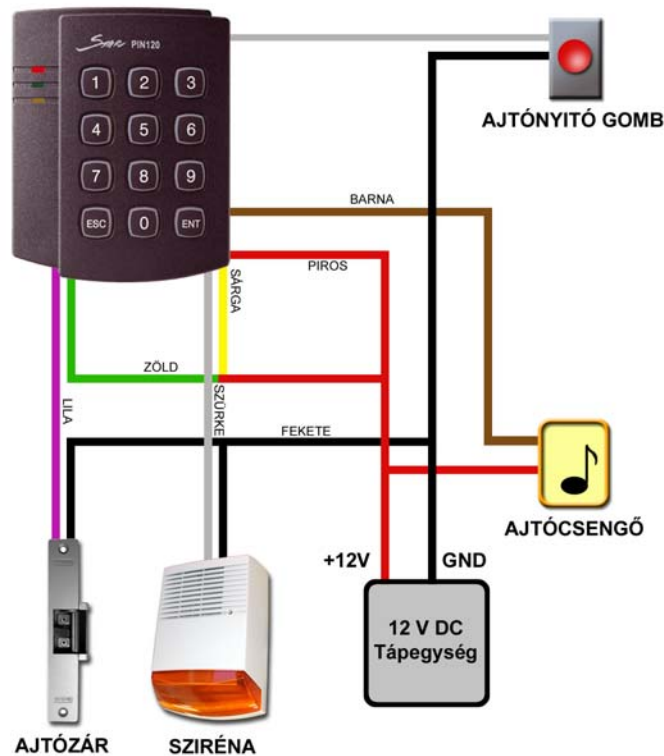 Star PIN120
1 2 3
4 5 6
7 8 9
ESC 0 ENT
AJTÓNYITÓ GOMB
BARNA
PIROS
SÁRGA
ZÖLD
SZÜRKE
LILA
FEKETE
AJTÓCSENGŐ
+12V GND
12 V DC
Tápegység
AJTÓZÁR
SZIRÉNA